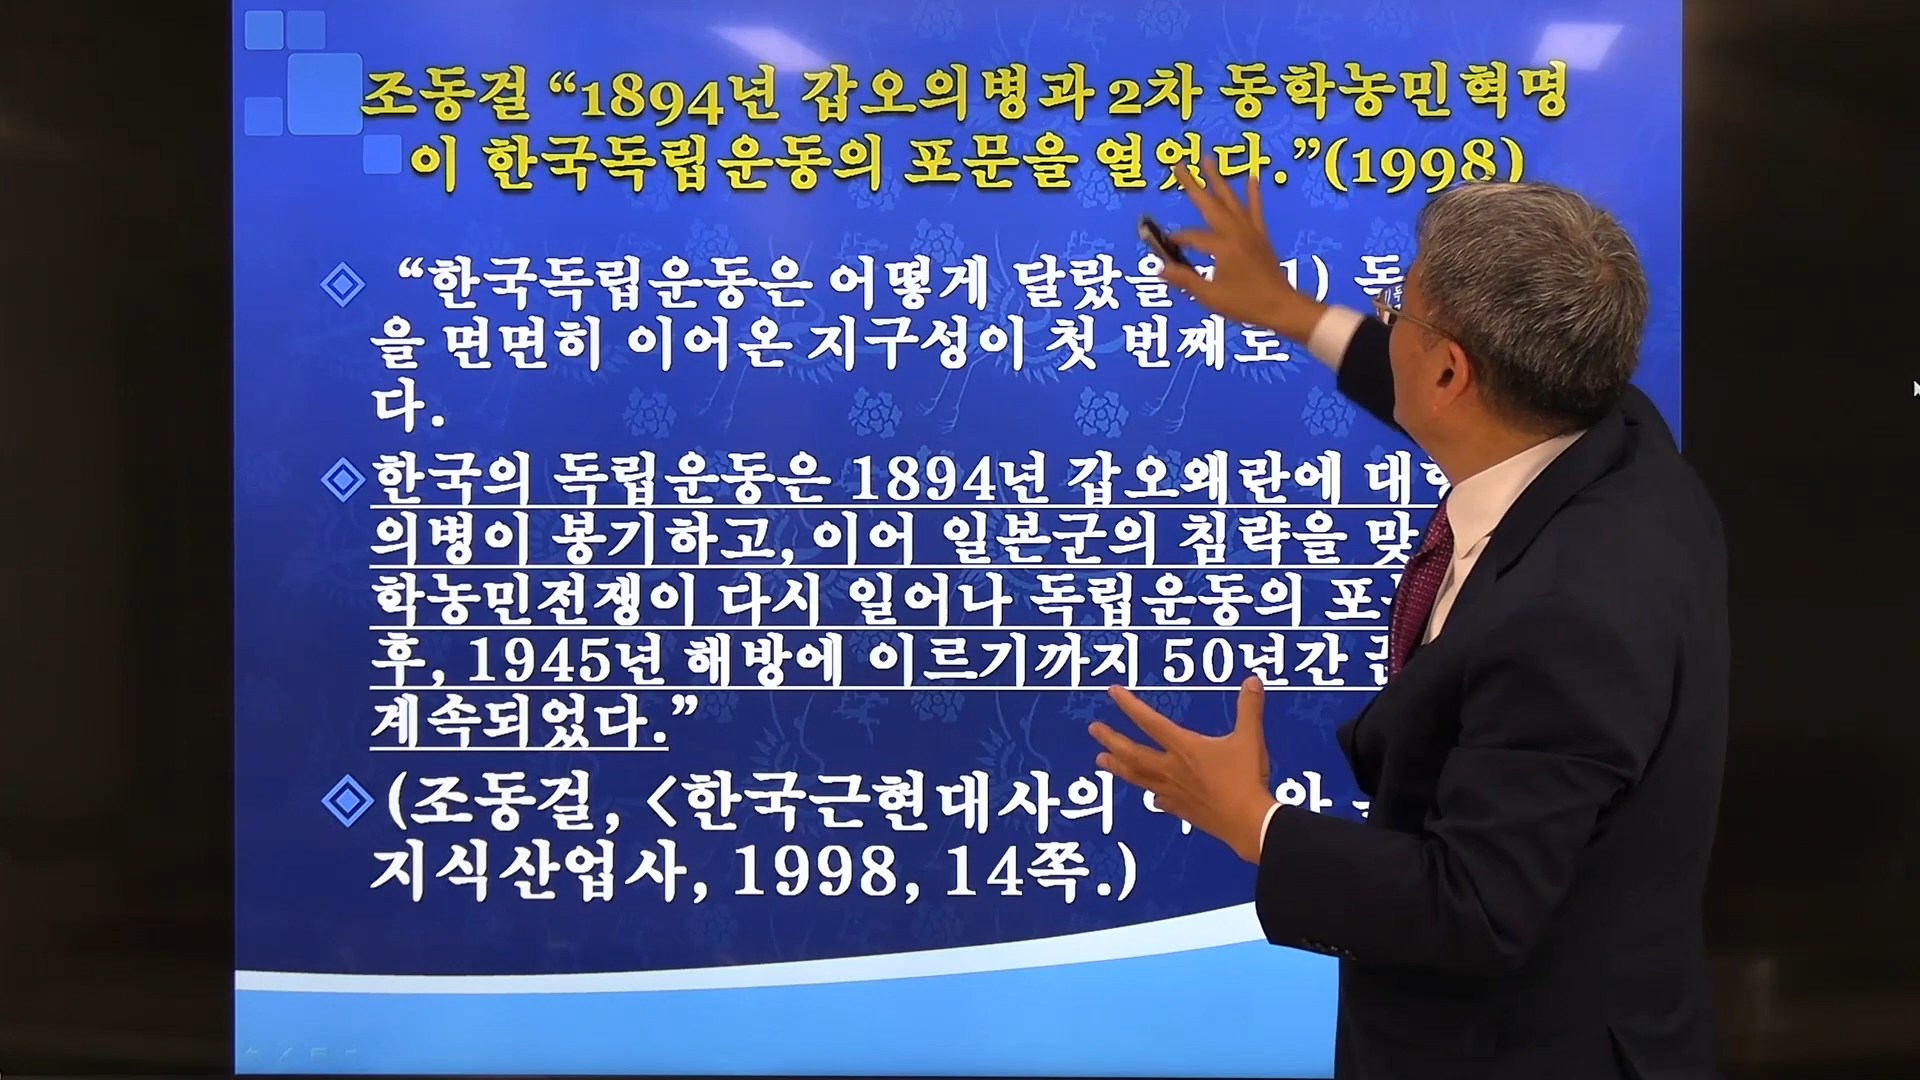 조동걸 “1894년 갑오의병과 2차 동학농민혁명
이 한국독립운동의 포문을 열었다.”(1998)
“한국독립운동은 어떻게 1)
을 면면히 이어온 지구성이 첫 번째로
다.
한국의 독립운동은 1894년 갑오왜란에
의병이 봉기하고, 이어 일본군의 침략을
학농민전쟁이 다시 일어나 독립운동의
후, 1945년 해방에 이르기까지 50년간
계속되었다.”
(조동걸, <한국근현대사의
지식산업사, 1998, 14쪽.)